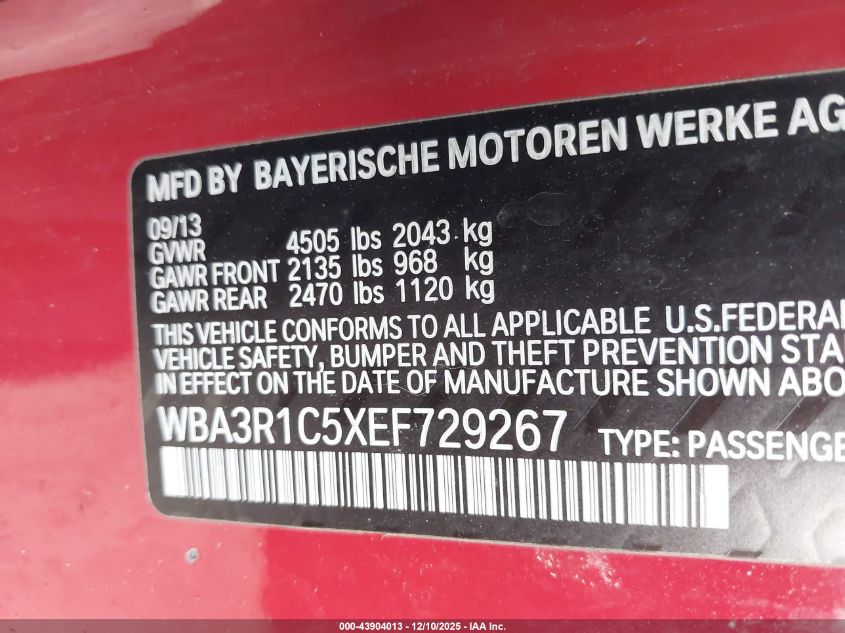 MFD BY BAYERISCHE MOTOREN WERKE AG
09/13
GVWR 4505 lbs 2043 kg
GAWR FRONT 2135 lbs 968 kg
GAWR REAR 2470 lbs 1120 kg
THIS VEHICLE CONFORMS TO ALL APPLICABLE U.S.FEDERAL
VEHICLE SAFETY, BUMPER AND THEFT PREVENTION STA
IN EFFECT ON THE DATE OF MANUFACTURE SHOWN ABO
WBA3R1C5XEF729267 TYPE: PASSENGE
000-43904013 - 12/10/2025 - IAA Inc.